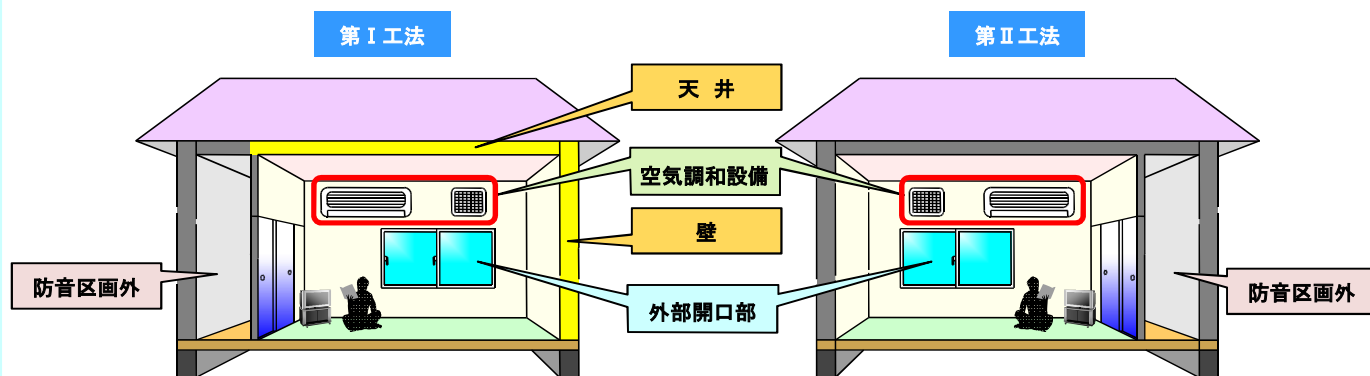 第Ⅰ工法
第Ⅱ工法
天 井
空気調和設備
壁
防音区画外
外部開口部
防音区画外